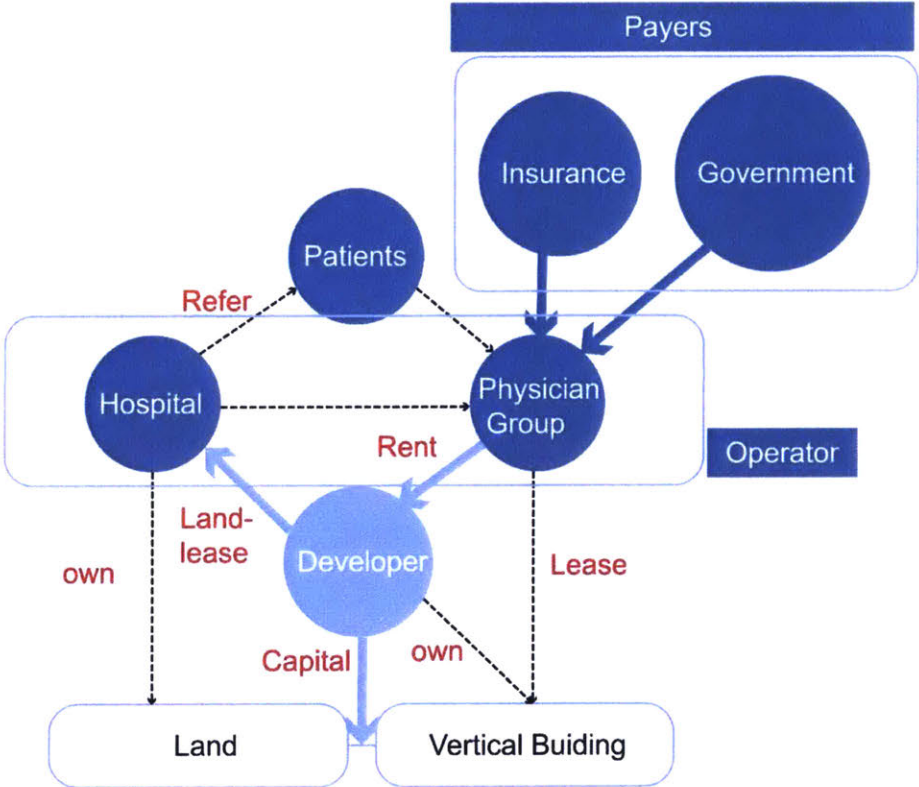 Payers
Insurance
Government
Patients
Refer
Hospital
Physician
Group
Rent
Operator
Land-
lease
Developer
Lease
own
Capital
own
Land
Vertical Buiding